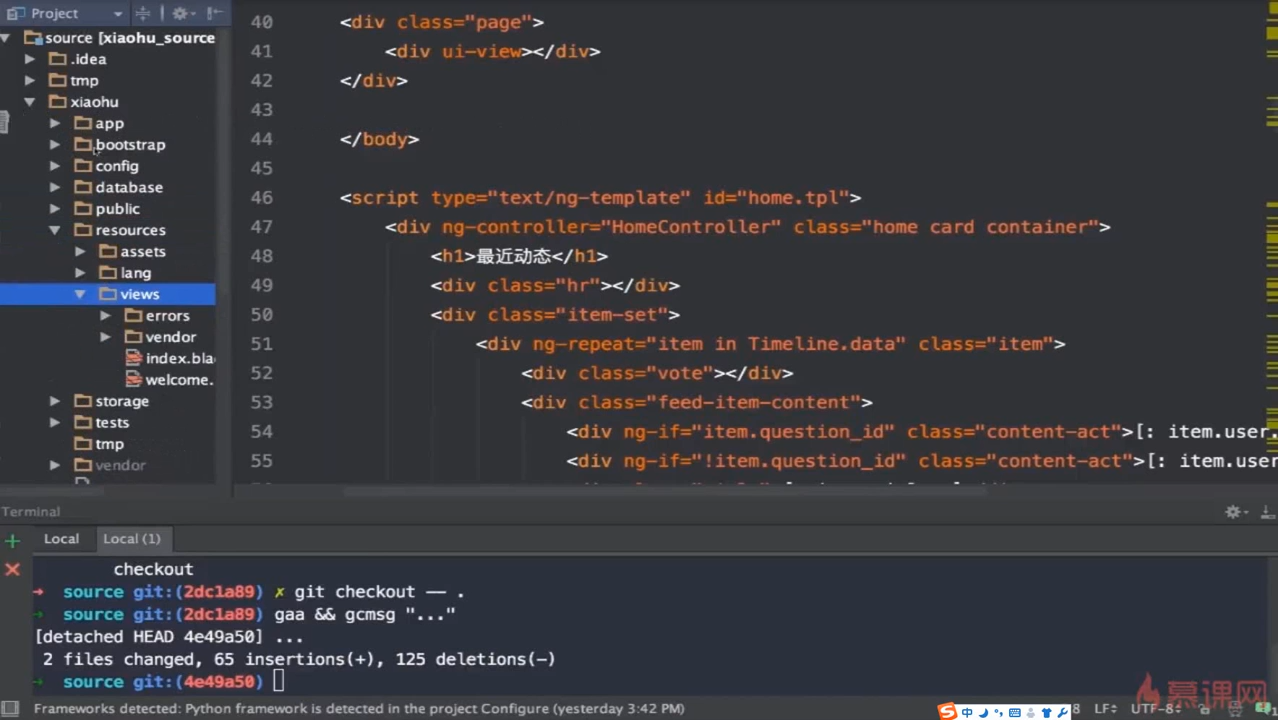 Project
source [xiaohu_source
.idea
tmp
xiaohu
app
bootstrap
config
database
public
resources
assets
lang
views
errors
vendor
index.bla
welcome.
storage
tests
tmp
vendor
40 <div class="page">
41 <div ui-view></div>
42 </div>
43
44 </body>
45
46 <script type="text/ng-template" id="home.tpl">
47 <div ng-controller="HomeController" class="home card container">
48 <h1>最近动态</h1>
49 <div class="hr"></div>
50 <div class="item-set">
51 <div ng-repeat="item in Timeline.data" class="item">
52 <div class="vote"></div>
53 <div class="feed-item-content">
54 <div ng-if="item.question_id" class="content-act">[: item.user.
55 <div ng-if="!item.question_id" class="content-act">[: item.user
Terminal
Local Local (1)
checkout
→ source git:(2dc1a89) ✗ git checkout -- .
→ source git:(2dc1a89) gaa && gcmsg "..."
[detached HEAD 4e49a50] ...
2 files changed, 65 insertions(+), 125 deletions(-)
→ source git:(4e49a50)
Frameworks detected: Python framework is detected in the project Configure (yesterday 3:42 PM)
中
8 LF÷ UTF-8÷
慕课网